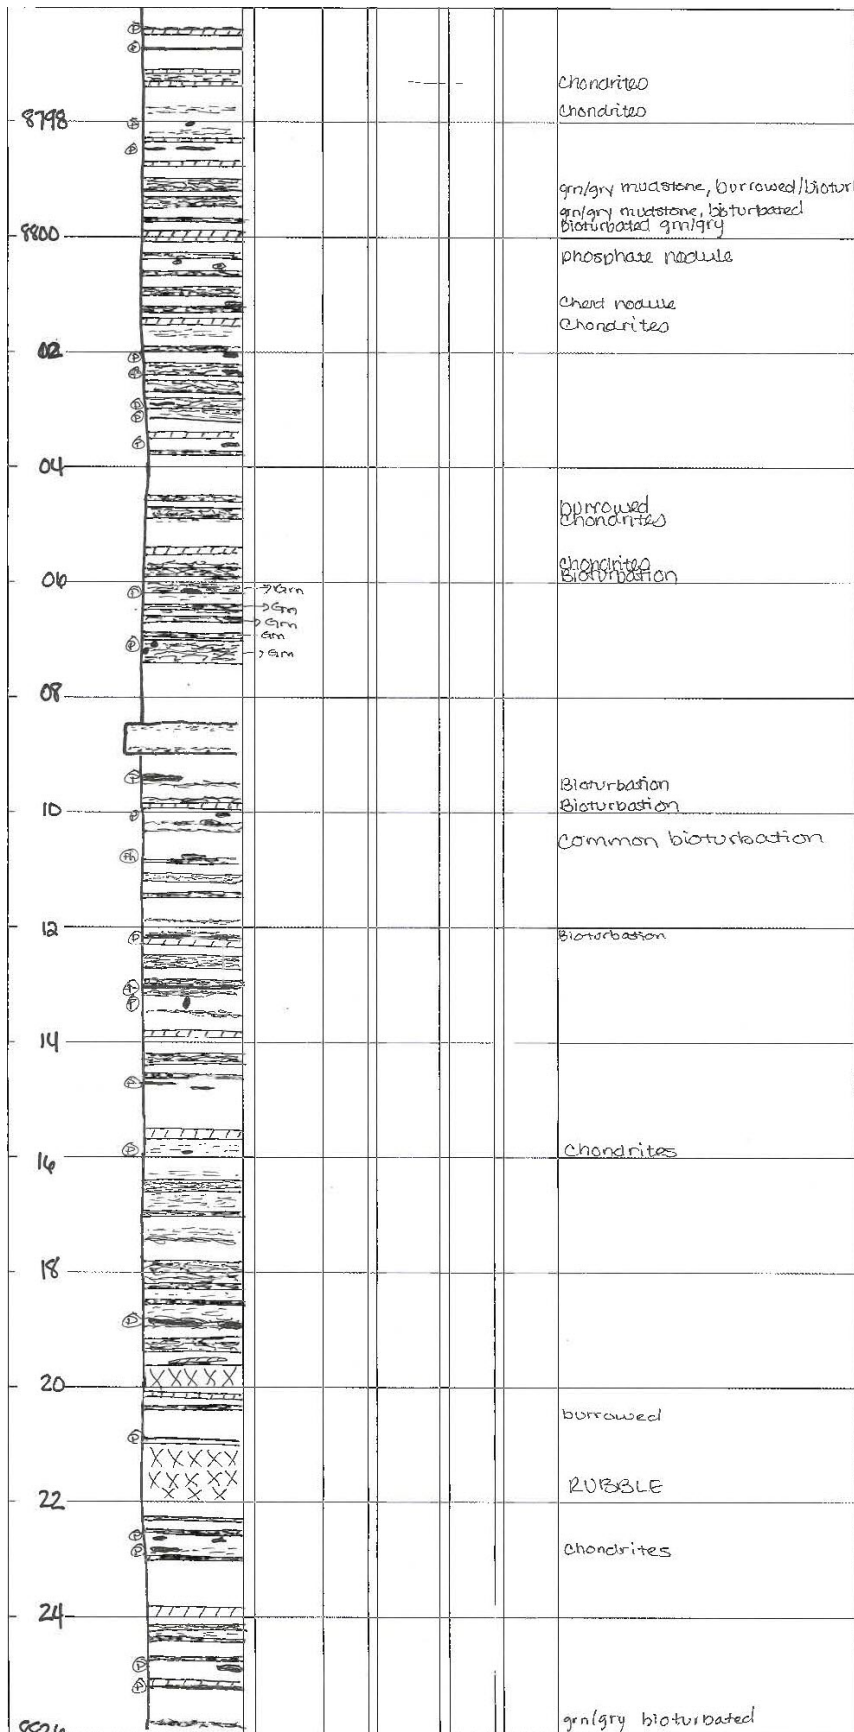 Chondrites
Chondrites
8798
grn/gry mudstone, burrowed/biotur
grn/gry mudstone, bioturbated
Bioturbated grn/gry
8800
phosphate nodule
Chert nodule
Chondrites
02
04
burrowed
Chondrites
Chondrites
Bioturbation
06
→Grn
→Grn
→Grn
Grn
→Grn
08
Bioturbation
Bioturbation
10
Common bioturbation
Ph
12
Bioturbation
14
Chondrites
16
18
20
burrowed
RUBBLE
22
Chondrites
24
grn/gry bioturbated